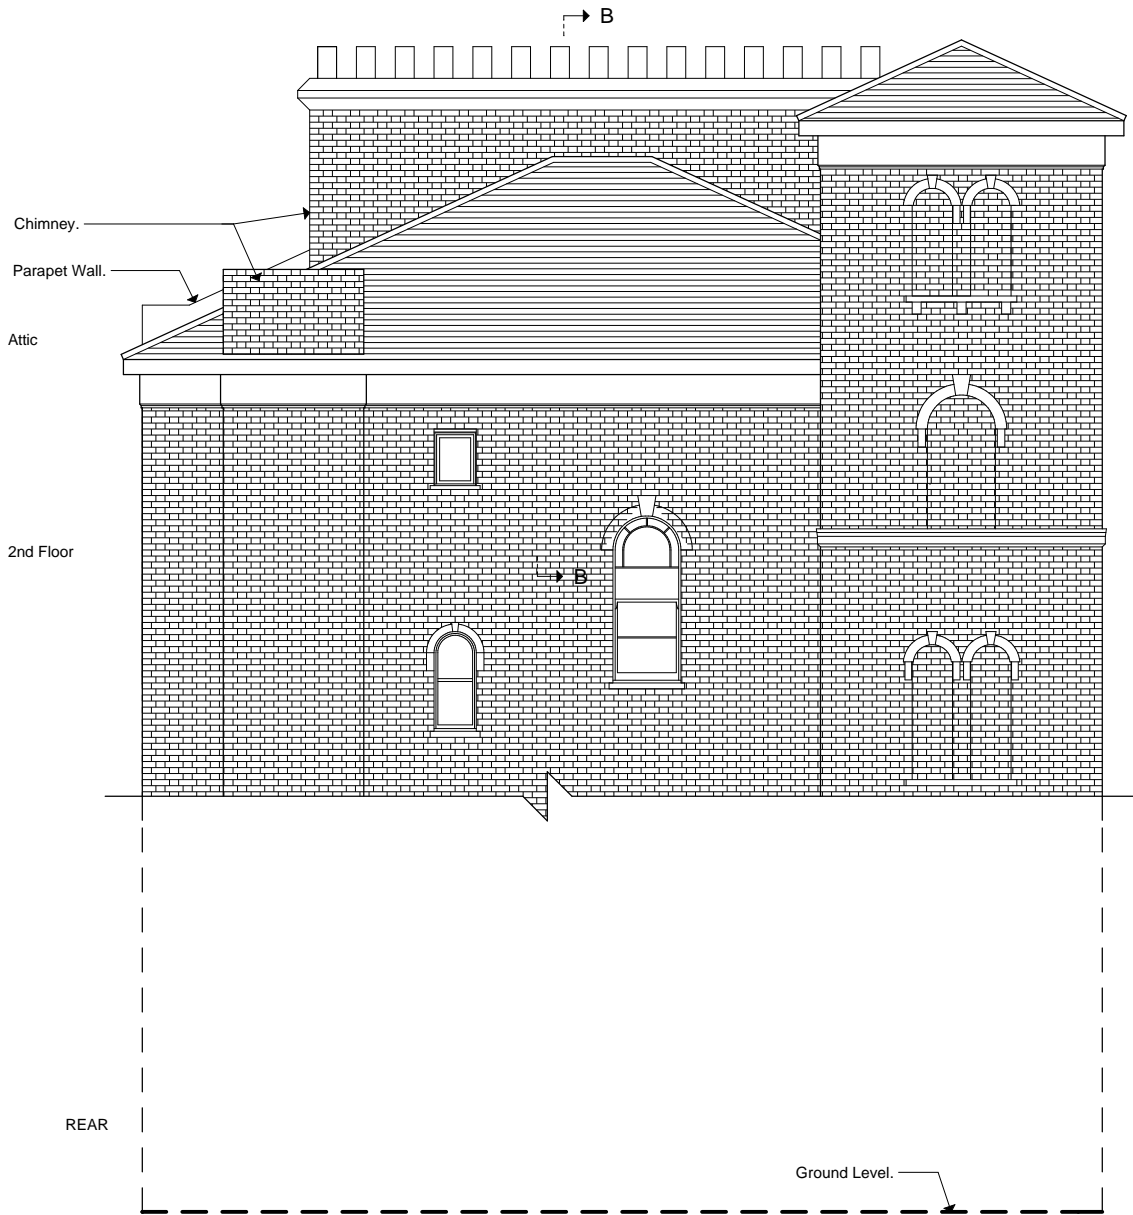 B
Chimney.
Parapet Wall.
Attic
2nd Floor
B
REAR
Ground Level.